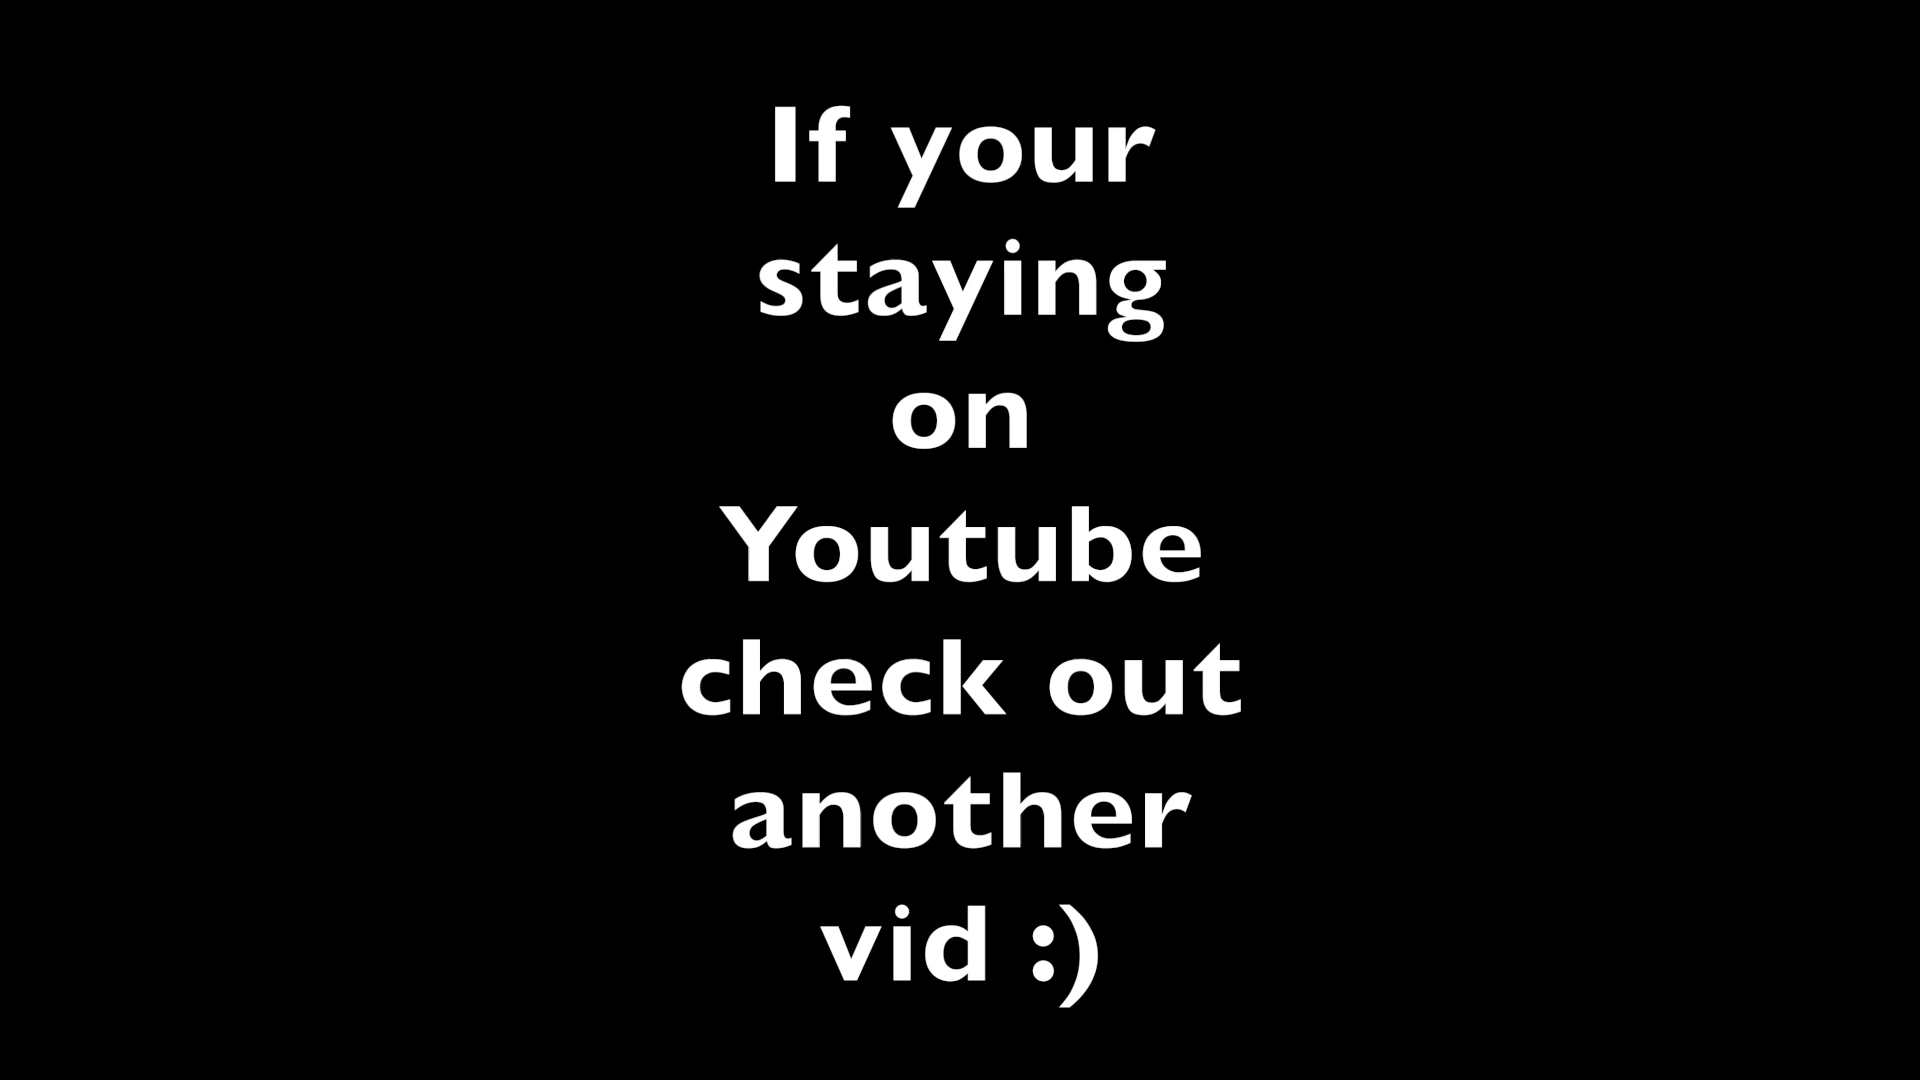 If your
staying
on
Youtube
check out
another
vid :)